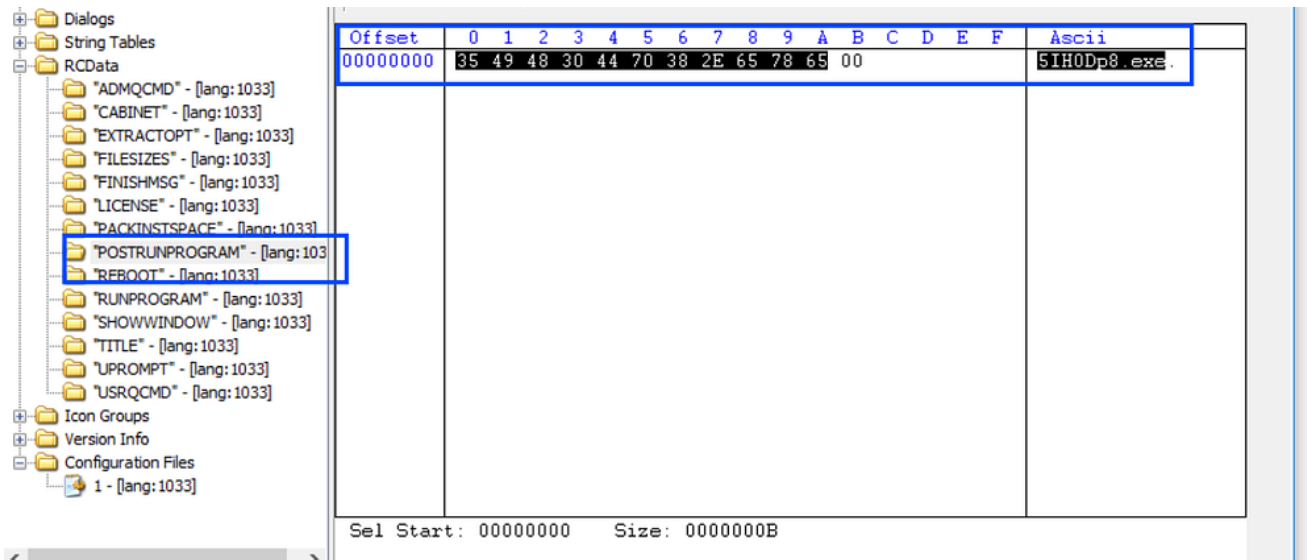 Dialogs
String Tables
RCData
"ADMQCMD" - [lang:1033]
"CABINET" - [lang:1033]
"EXTRACTOPT" - [lang:1033]
"FILESIZES" - [lang:1033]
"FINISHMSG" - [lang:1033]
"LICENSE" - [lang:1033]
"PACKINSTSPACE" - [lang:1033]
"POSTRUNPROGRAM" - [lang:103
"REBOOT" - [lang:1033]
"RUNPROGRAM" - [lang:1033]
"SHOWWINDOW" - [lang:1033]
"TITLE" - [lang:1033]
"UPROMPT" - [lang:1033]
"USRQCMD" - [lang:1033]
Icon Groups
Version Info
Configuration Files
1 - [lang:1033]
Offset 0 1 2 3 4 5 6 7 8 9 A B C D E F Ascii
00000000 35 49 48 30 44 70 38 2E 65 78 65 00 5IH0Dp8.exe.
Sel Start: 00000000 Size: 0000000B